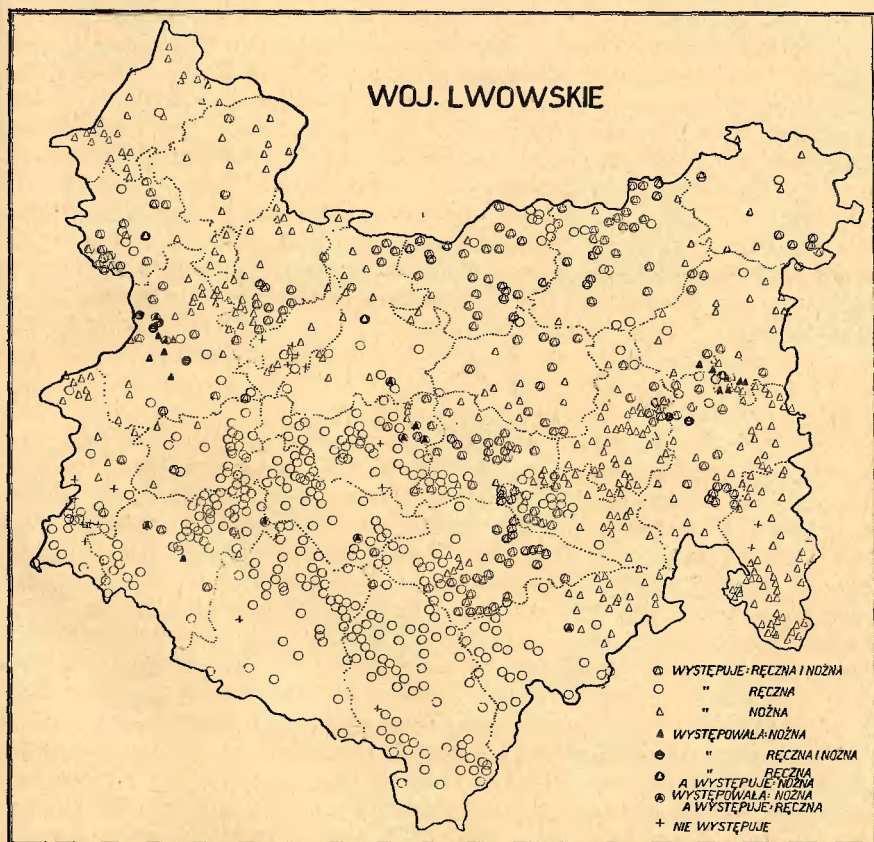 WOJ. LWOWSKIE
WYSTĘPUJE: RĘCZNA I NOŻNA
" RĘCZNA
" NOŻNA
WYSTĘPOWAŁA: NOŻNA
" RĘCZNA I NOŻNA
" RĘCZNA
A WYSTĘPUJE: NOŻNA
WYSTĘPOWAŁA: NOŻNA
A WYSTĘPUJE: RĘCZNA
+ NIE WYSTĘPUJE